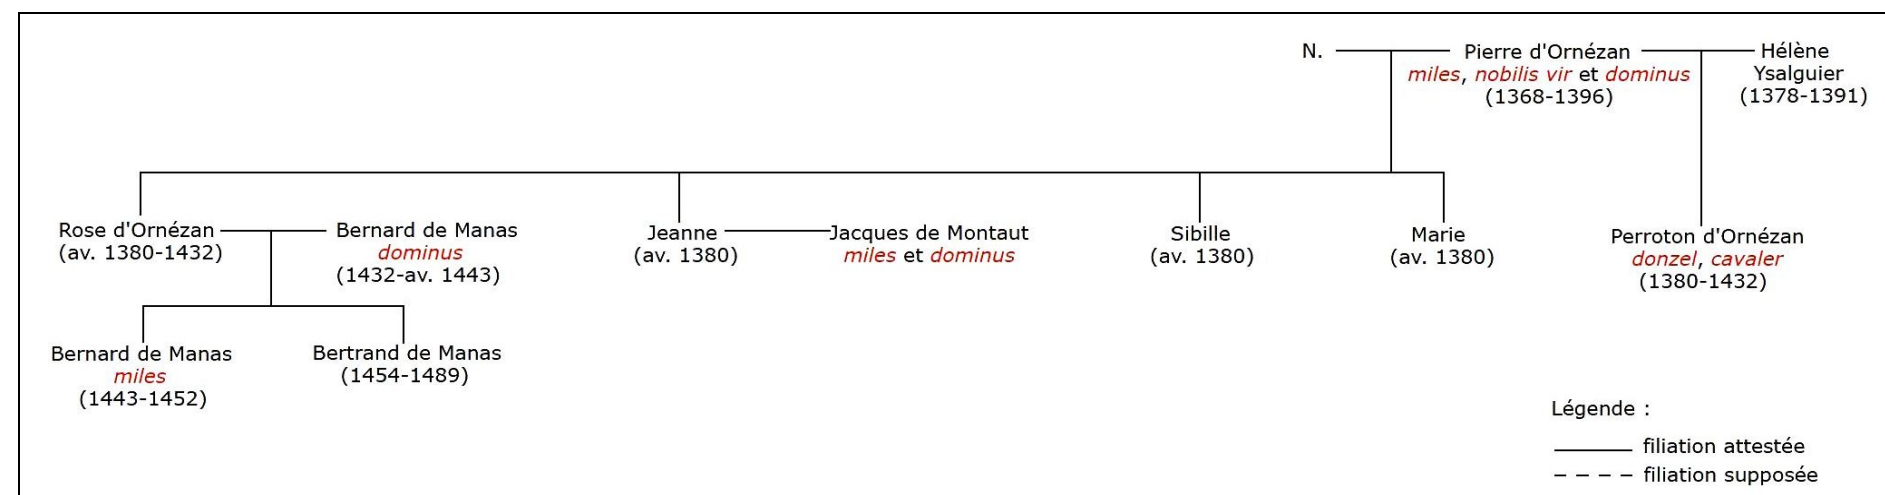 N.
Pierre d'Ornézan
miles, nobilis vir et dominus
(1368-1396)
Hélène
Ysalguier
(1378-1391)
Rose d'Ornézan
(av. 1380-1432)
Bernard de Manas
dominus
(1432-av. 1443)
Jeanne
(av. 1380)
Jacques de Montaut
miles et dominus
Sibille
(av. 1380)
Marie
(av. 1380)
Perroton d'Ornézan
donzel, cavaler
(1380-1432)
Bernard de Manas
miles
(1443-1452)
Bertrand de Manas
(1454-1489)
Légende :
filiation attestée
filiation supposée